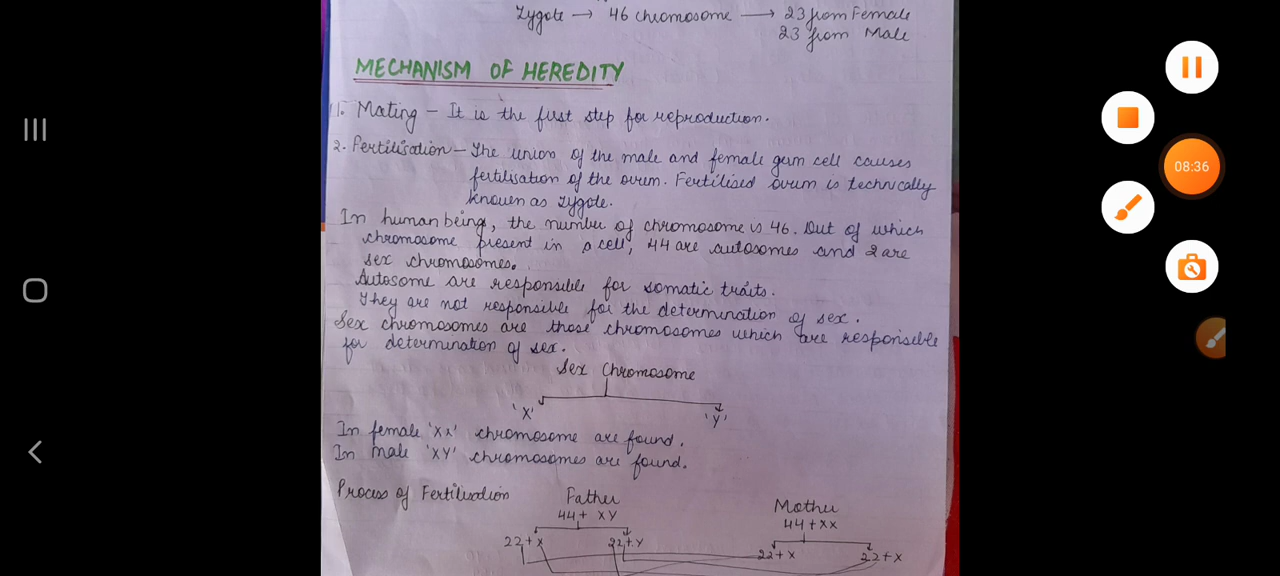 Zygote → 46 chromosome → 23 from Female
23 from Male
MECHANISM OF HEREDITY
1. Mating - It is the first step for reproduction.
2. Fertilisation - The union of the male and female gum cell causes
fertilisation of the ovum. Fertilised ovum is technically
known as Zygote.
In human being, the number of chromosome is 46. Out of which
chromosome present in a cell, 44 are autosomes and 2 are
sex chromosomes.
Autosome are responsible for somatic traits.
They are not responsible for the determination of sex.
Sex chromosomes are those chromosomes which are responsible
for determination of sex.
Sex Chromosome
'X' 'Y'
In female 'XX' chromosome are found.
In male 'XY' chromosomes are found.
Process of Fertilisation Father Mother
44+ XY 44+XX
22+X 22+Y 22+X 22+X
08:36